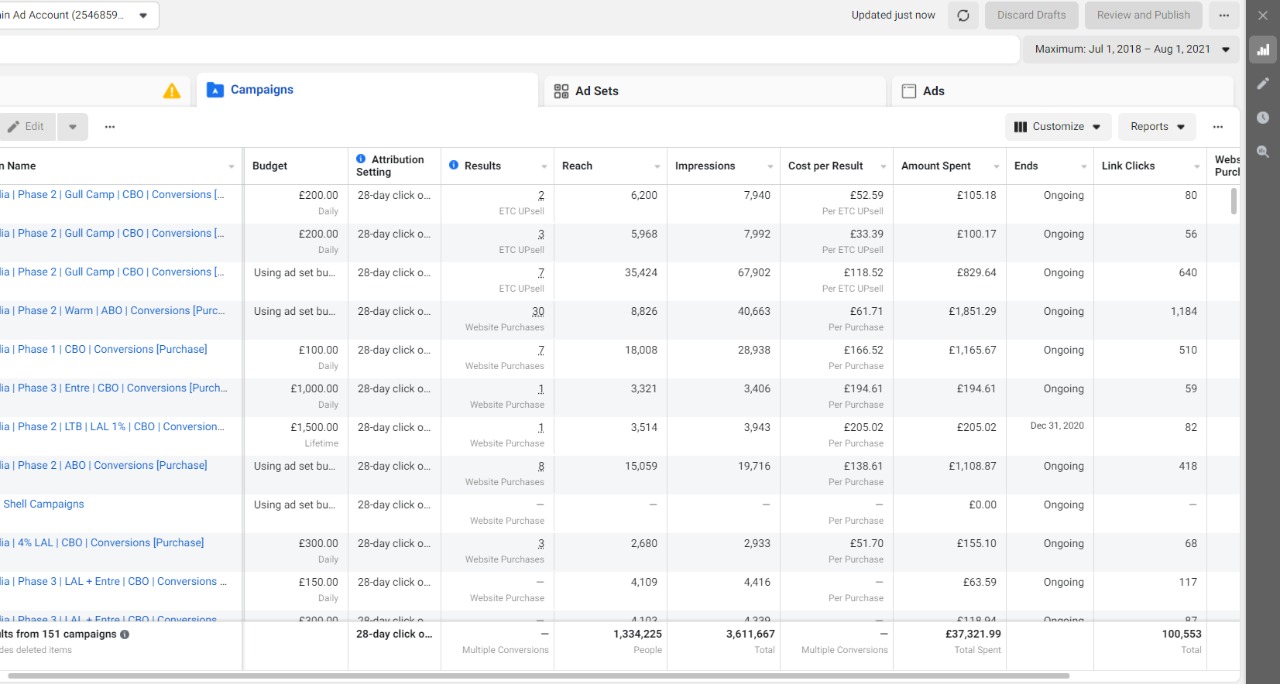 in Ad Account (2546859...
Updated just now
Discard Drafts
Review and Publish
Maximum: Jul 1, 2018 – Aug 1, 2021
Campaigns
Ad Sets
Ads
Edit
Customize
Reports
n Name Budget Attribution Setting Results Reach Impressions Cost per Result Amount Spent Ends Link Clicks Webs Purch
ia | Phase 2 | Gull Camp | CBO | Conversions [... £200.00 28-day click o... 2 6,200 7,940 £52.59 £105.18 Ongoing 80
Daily ETC UPsell Per ETC UPsell
ia | Phase 2 | Gull Camp | CBO | Conversions [... £200.00 28-day click o... 3 5,968 7,992 £33.39 £100.17 Ongoing 56
Daily ETC UPsell Per ETC UPsell
ia | Phase 2 | Gull Camp | CBO | Conversions [... Using ad set bu... 28-day click o... 7 35,424 67,902 £118.52 £829.64 Ongoing 640
ETC UPsell Per ETC UPsell
ia | Phase 2 | Warm | ABO | Conversions [Purc... Using ad set bu... 28-day click o... 30 8,826 40,663 £61.71 £1,851.29 Ongoing 1,184
Website Purchases Per Purchase
ia | Phase 1 | CBO | Conversions [Purchase] £100.00 28-day click o... 7 18,008 28,938 £166.52 £1,165.67 Ongoing 510
Daily Website Purchases Per Purchase
ia | Phase 3 | Entre | CBO | Conversions [Purch... £1,000.00 28-day click o... 1 3,321 3,406 £194.61 £194.61 Ongoing 59
Daily Website Purchase Per Purchase
ia | Phase 2 | LTB | LAL 1% | CBO | Conversion... £1,500.00 28-day click o... 1 3,514 3,943 £205.02 £205.02 Dec 31, 2020 82
Lifetime Website Purchase Per Purchase
ia | Phase 2 | ABO | Conversions [Purchase] Using ad set bu... 28-day click o... 8 15,059 19,716 £138.61 £1,108.87 Ongoing 418
Website Purchases Per Purchase
Shell Campaigns Using ad set bu... 28-day click o... — — — — £0.00 Ongoing —
Website Purchase Per Purchase
ia | 4% LAL | CBO | Conversions [Purchase] £300.00 28-day click o... 3 2,680 2,933 £51.70 £155.10 Ongoing 68
Daily Website Purchases Per Purchase
ia | Phase 3 | LAL + Entre | CBO | Conversions ... £150.00 28-day click o... — 4,109 4,416 — £63.59 Ongoing 117
Daily Website Purchase Per Purchase
ia | Phase 3 | LAL + Entre | CBO | Conversions £300.00 28-day click o... — 4,103 4,339 — £118.94 Ongoing 87
lts from 151 campaigns 28-day click o... — 1,334,225 3,611,667 — £37,321.99 100,553
des deleted items Multiple Conversions People Total Multiple Conversions Total Spent Total